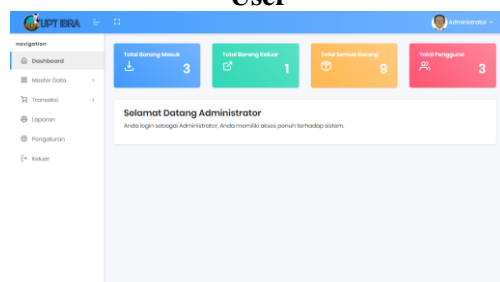 User
UPT IBRA
Administrator
navigation
Dashboard
Master Data
Transaksi
Laporan
Pengaturan
Keluar
Total Barang Masuk
3
Total Barang Keluar
1
Total Semua Barang
9
Total Pengguna
3
Selamat Datang Administrator
Anda login sebagai Administrator, Anda memiliki akses penuh terhadap sistem.